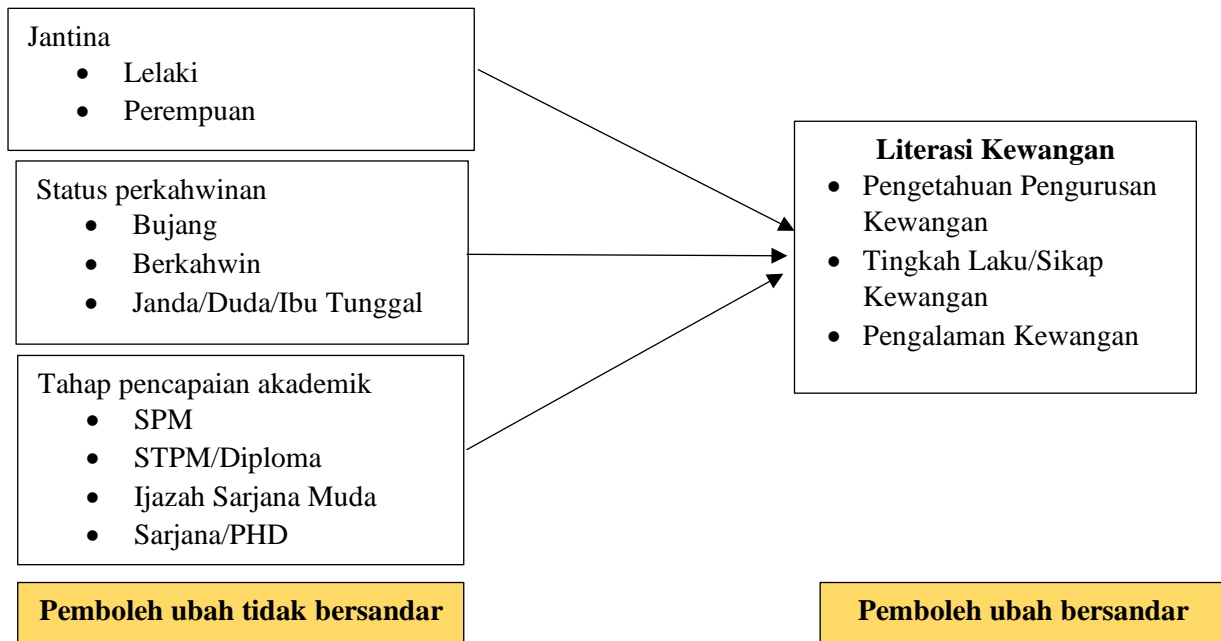 Jantina
• Lelaki
• Perempuan
Status perkahwinan
• Bujang
• Berkahwin
• Janda/Duda/Ibu Tunggal
Tahap pencapaian akademik
• SPM
• STPM/Diploma
• Ijazah Sarjana Muda
• Sarjana/PHD
Pemboleh ubah tidak bersandar
Literasi Kewangan
• Pengetahuan Pengurusan
Kewangan
• Tingkah Laku/Sikap
Kewangan
• Pengalaman Kewangan
Pemboleh ubah bersandar